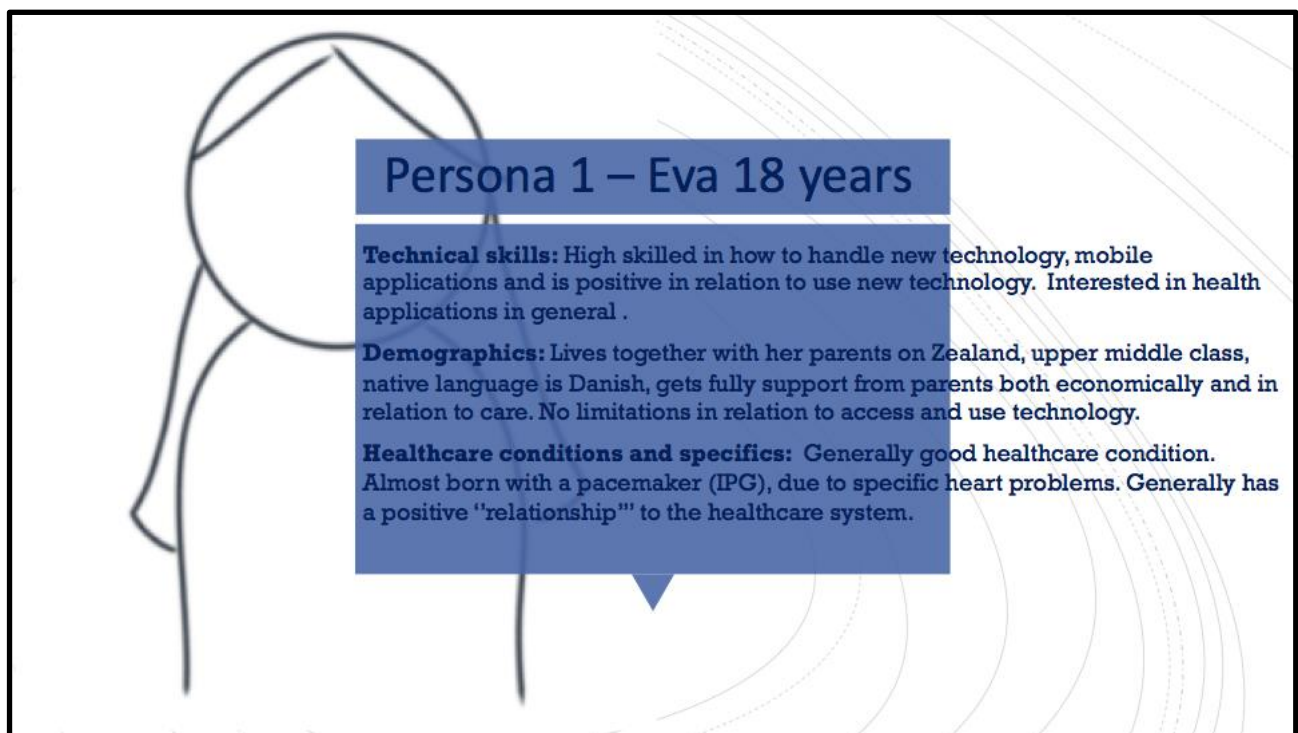 Persona 1 – Eva 18 years
Technical skills: High skilled in how to handle new technology, mobile
applications and is positive in relation to use new technology. Interested in health
applications in general .
Demographics: Lives together with her parents on Zealand, upper middle class,
native language is Danish, gets fully support from parents both economically and in
relation to care. No limitations in relation to access and use technology.
Healthcare conditions and specifics: Generally good healthcare condition.
Almost born with a pacemaker (IPG), due to specific heart problems. Generally has
a positive ‘’relationship’’’ to the healthcare system.